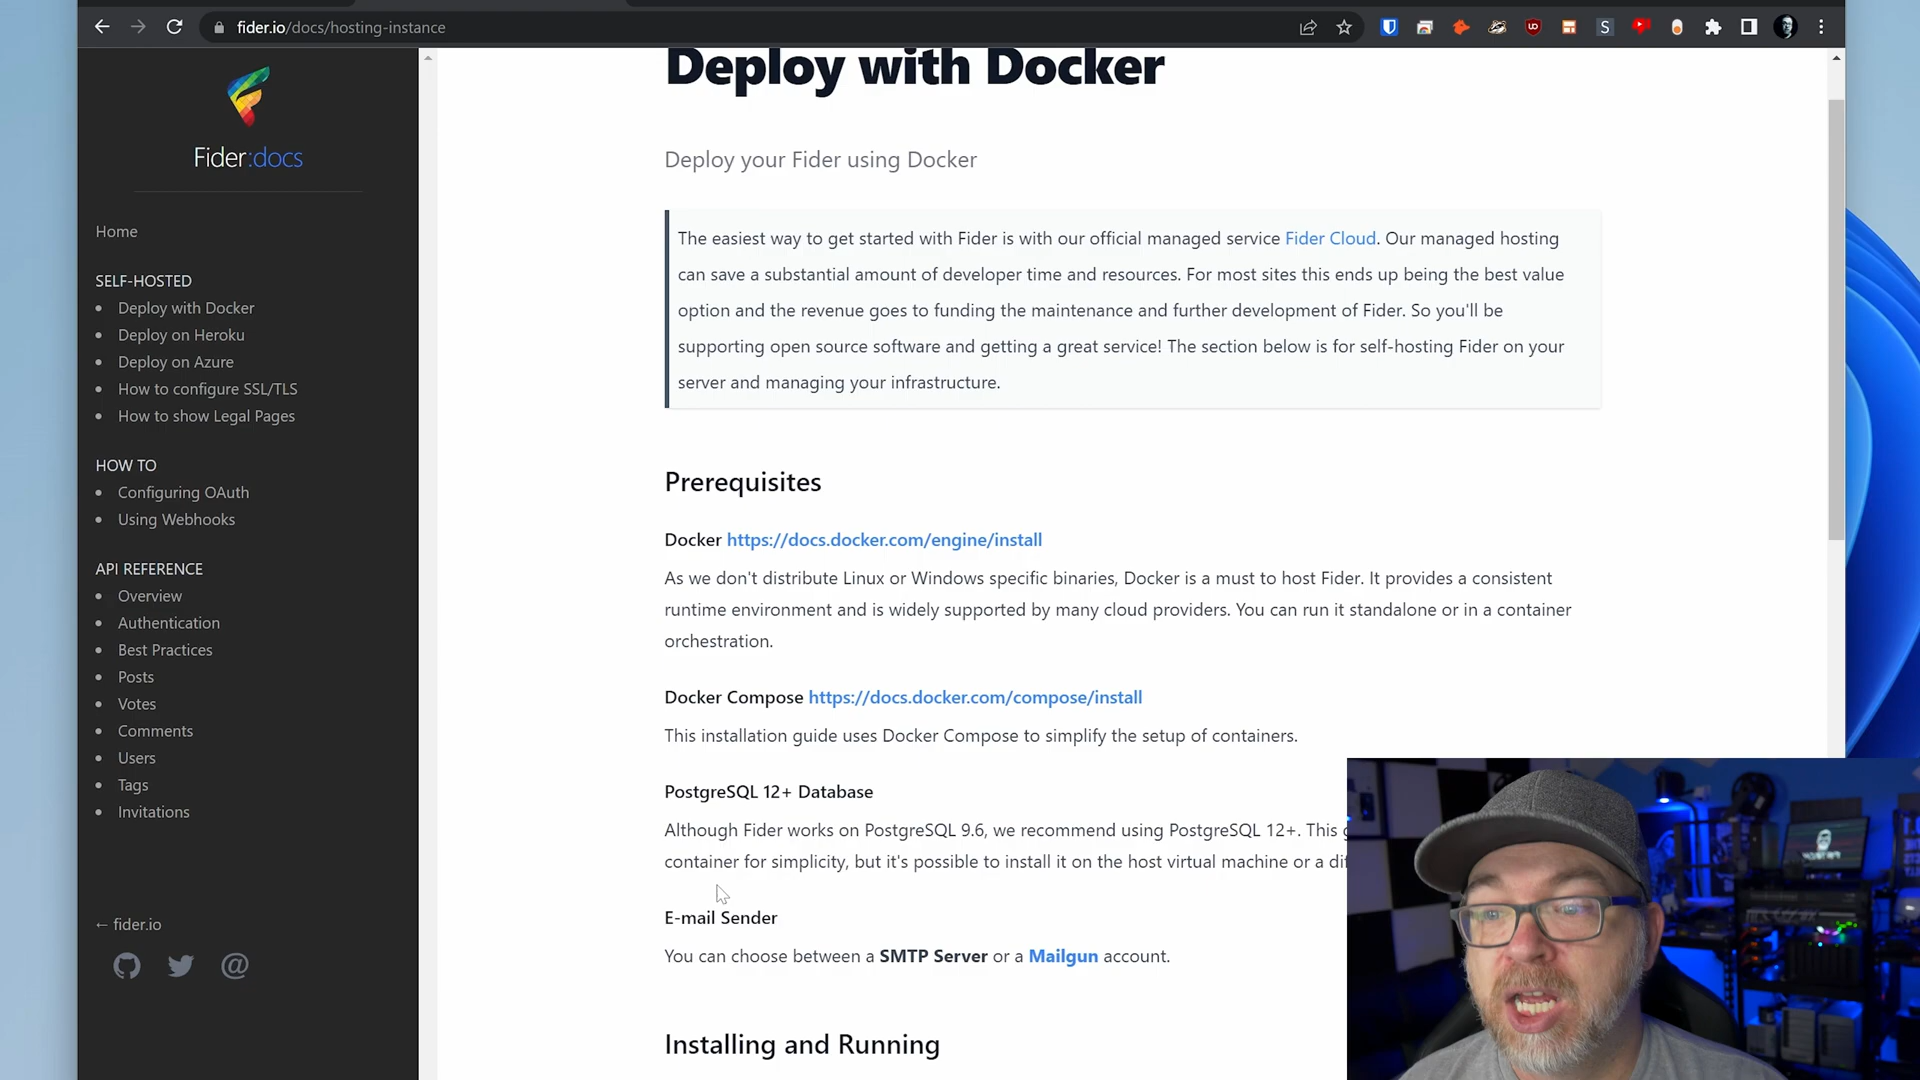 fider.io/docs/hosting-instance
Deploy with Docker
Fider:docs
Home
SELF-HOSTED
Deploy with Docker
Deploy on Heroku
Deploy on Azure
How to configure SSL/TLS
How to show Legal Pages
HOW TO
Configuring OAuth
Using Webhooks
API REFERENCE
Overview
Authentication
Best Practices
Posts
Votes
Comments
Users
Tags
Invitations
← fider.io
Deploy your Fider using Docker
The easiest way to get started with Fider is with our official managed service Fider Cloud. Our managed hosting
can save a substantial amount of developer time and resources. For most sites this ends up being the best value
option and the revenue goes to funding the maintenance and further development of Fider. So you'll be
supporting open source software and getting a great service! The section below is for self-hosting Fider on your
server and managing your infrastructure.
Prerequisites
Docker https://docs.docker.com/engine/install
As we don't distribute Linux or Windows specific binaries, Docker is a must to host Fider. It provides a consistent
runtime environment and is widely supported by many cloud providers. You can run it standalone or in a container
orchestration.
Docker Compose https://docs.docker.com/compose/install
This installation guide uses Docker Compose to simplify the setup of containers.
PostgreSQL 12+ Database
Although Fider works on PostgreSQL 9.6, we recommend using PostgreSQL 12+. This
container for simplicity, but it's possible to install it on the host virtual machine or a
E-mail Sender
You can choose between a SMTP Server or a Mailgun account.
Installing and Running